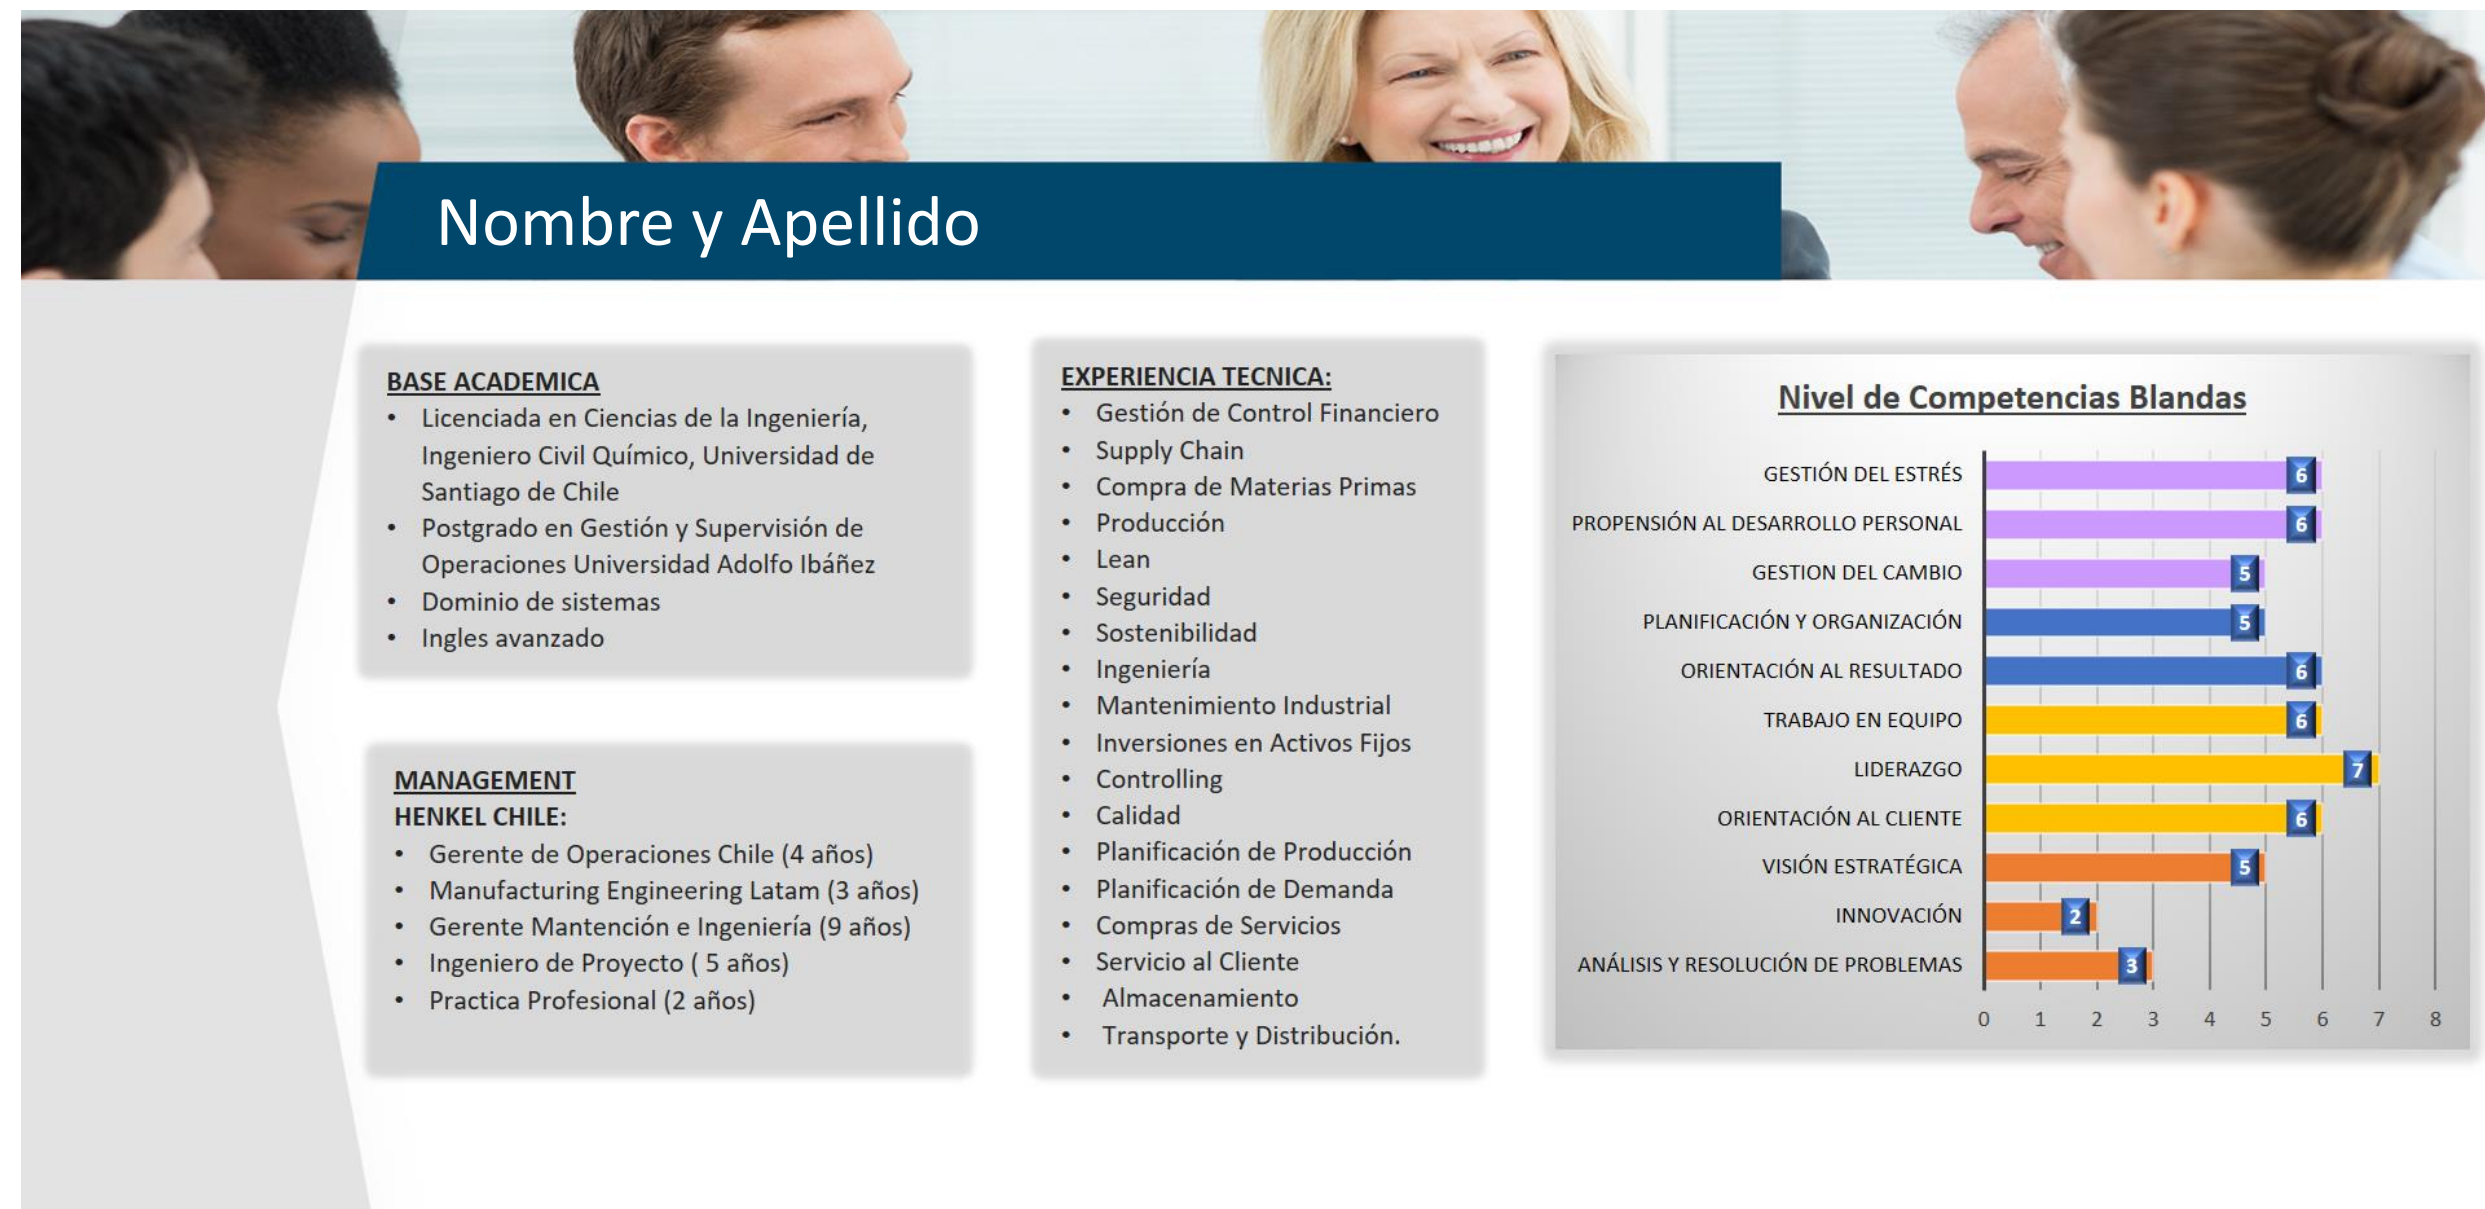 Nombre y Apellido
BASE ACADEMICA
• Licenciada en Ciencias de la Ingeniería,
Ingeniero Civil Químico, Universidad de
Santiago de Chile
• Postgrado en Gestión y Supervisión de
Operaciones Universidad Adolfo Ibáñez
• Dominio de sistemas
• Ingles avanzado
MANAGEMENT
HENKEL CHILE:
• Gerente de Operaciones Chile (4 años)
• Manufacturing Engineering Latam (3 años)
• Gerente Mantención e Ingeniería (9 años)
• Ingeniero de Proyecto ( 5 años)
• Practica Profesional (2 años)
EXPERIENCIA TECNICA:
• Gestión de Control Financiero
• Supply Chain
• Compra de Materias Primas
• Producción
• Lean
• Seguridad
• Sostenibilidad
• Ingeniería
• Mantenimiento Industrial
• Inversiones en Activos Fijos
• Controlling
• Calidad
• Planificación de Producción
• Planificación de Demanda
• Compras de Servicios
• Servicio al Cliente
• Almacenamiento
• Transporte y Distribución.
Nivel de Competencias Blandas
GESTIÓN DEL ESTRÉS 6
PROPENSIÓN AL DESARROLLO PERSONAL 6
GESTION DEL CAMBIO 5
PLANIFICACIÓN Y ORGANIZACIÓN 5
ORIENTACIÓN AL RESULTADO 6
TRABAJO EN EQUIPO 6
LIDERAZGO 7
ORIENTACIÓN AL CLIENTE 6
VISIÓN ESTRATÉGICA 5
INNOVACIÓN 2
ANÁLISIS Y RESOLUCIÓN DE PROBLEMAS 3
0 1 2 3 4 5 6 7 8